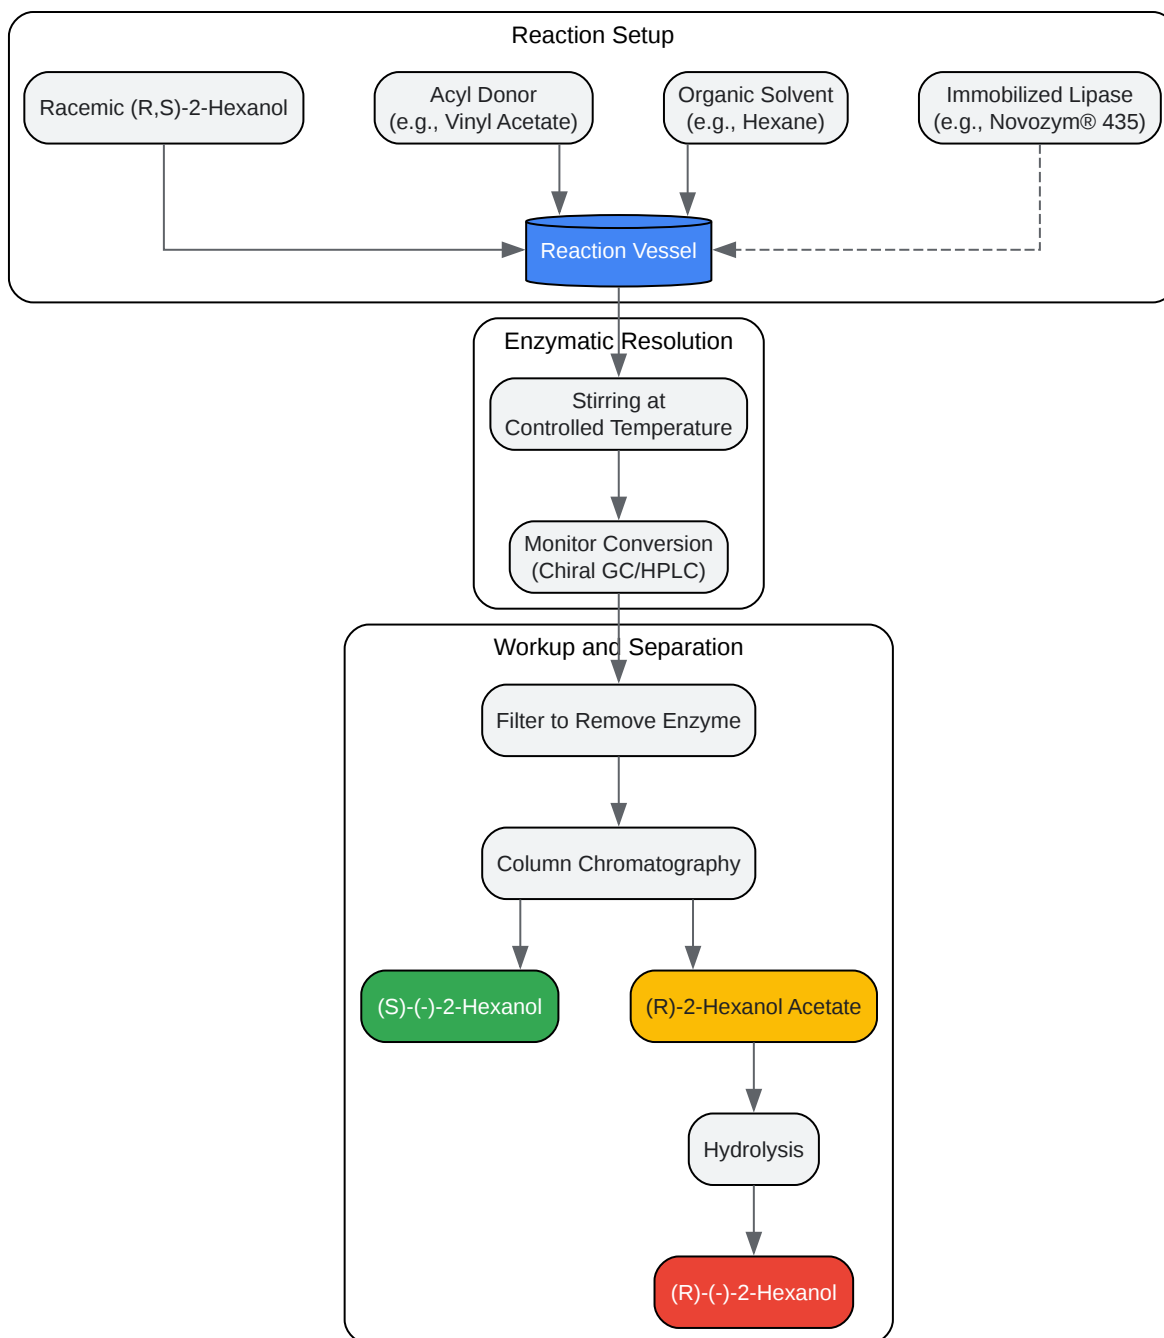 Reaction Setup
Racemic (R,S)-2-Hexanol
Acyl Donor
(e.g., Vinyl Acetate)
Organic Solvent
(e.g., Hexane)
Immobilized Lipase
(e.g., Novozym® 435)
Reaction Vessel
Enzymatic Resolution
Stirring at
Controlled Temperature
Monitor Conversion
(Chiral GC/HPLC)
Workup and Separation
Filter to Remove Enzyme
Column Chromatography
(S)-(-)-2-Hexanol
(R)-2-Hexanol Acetate
Hydrolysis
(R)-(-)-2-Hexanol